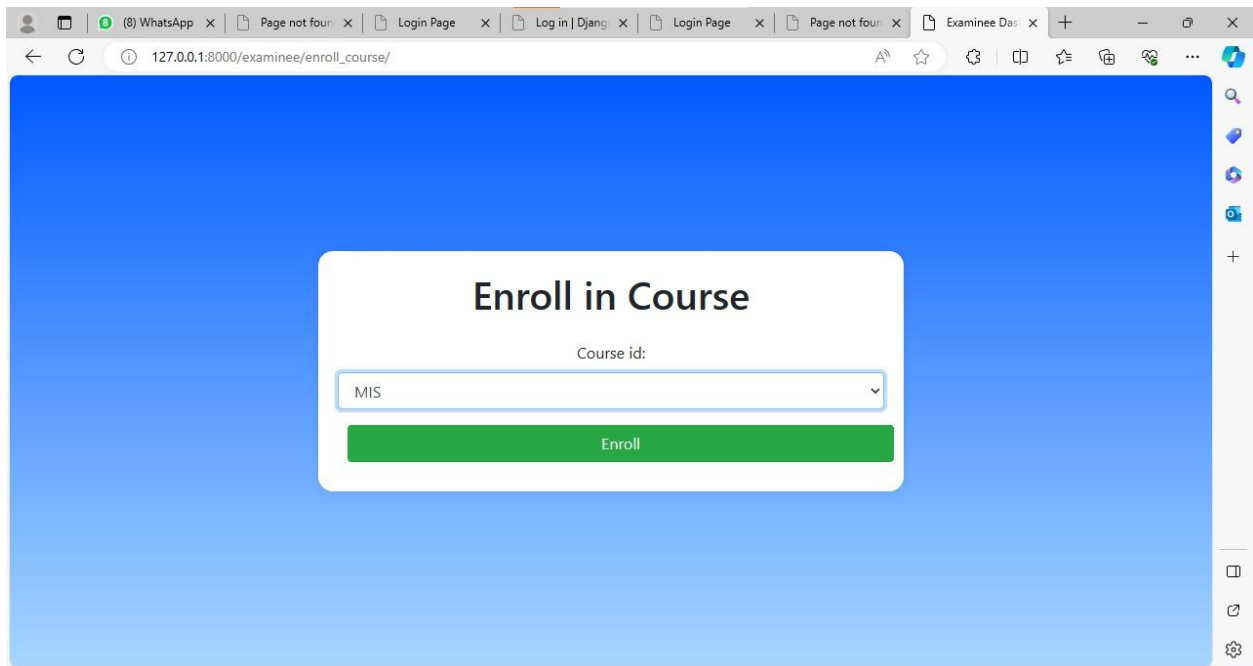 (8) WhatsApp
Page not foun
Login Page
Log in | Djang
Login Page
Page not foun
Examinee Das
127.0.0.1:8000/examinee/enroll_course/
Enroll in Course
Course id:
MIS
Enroll